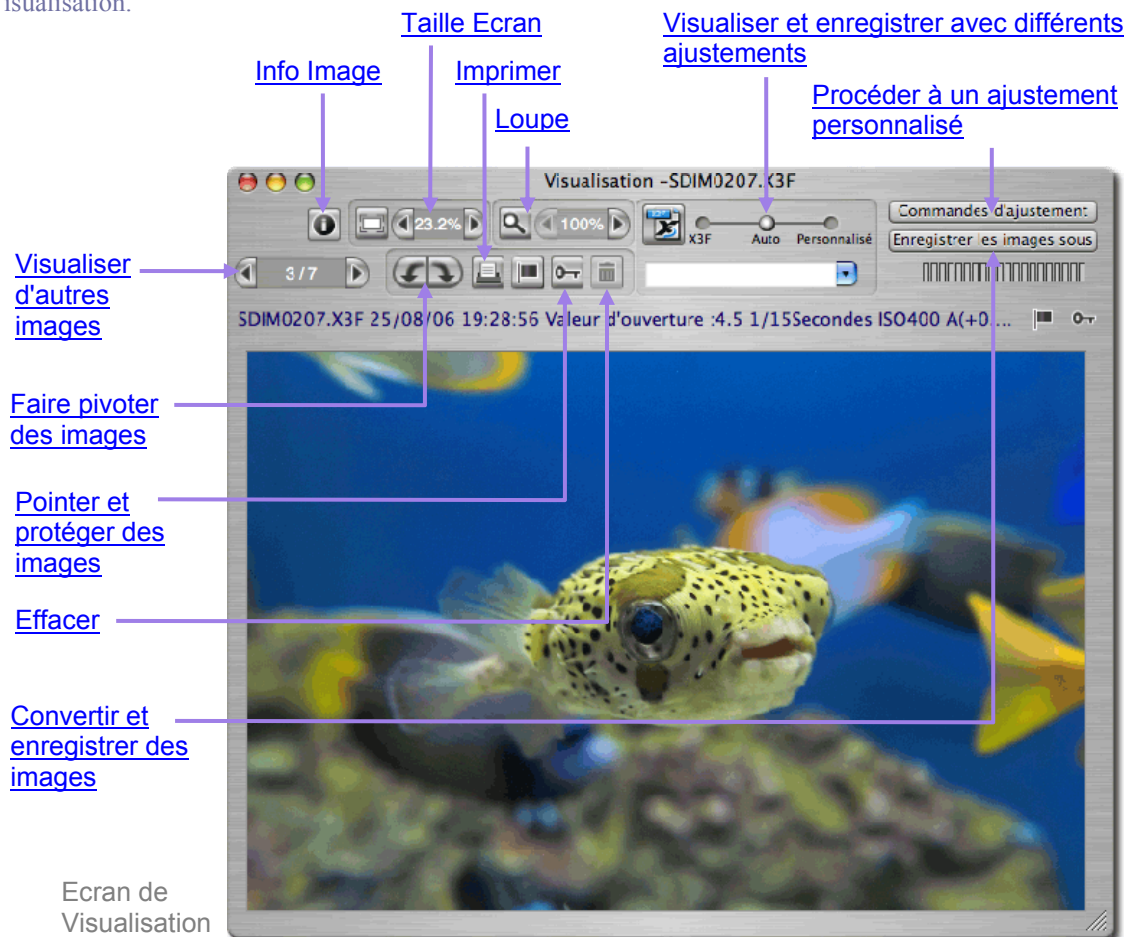 isualisation.
Taille Ecran
Visualiser et enregistrer avec différents
ajustements
Info Image
Imprimer
Procéder à un ajustement
personnalisé
Loupe
Visualisation -SDIM0207.X3F
23.2%
100%
X3F Auto Personnalisé
Commandes d'ajustement
Enregistrer les images sous
Visualiser
d'autres
images
3/7
SDIM0207.X3F 25/08/06 19:28:56 Valeur d'ouverture :4.5 1/15Secondes ISO400 A(+0....
Faire pivoter
des images
Pointer et
protéger des
images
Effacer
Convertir et
enregistrer des
images
Ecran de
Visualisation